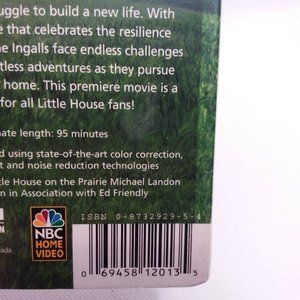 uggle to build a new life. With
e that celebrates the resilience
ne Ingalls face endless challenges
tless adventures as they pursue
home. This premiere movie is a
for all Little House fans!
nate length: 95 minutes
d using state-of-the-art color correction,
t and noise reduction technologies
tle House on the Prairie Michael Landon
n in Association with Ed Friendly
ISBN 0-9732929-5-4
NBC
HOME
VIDEO
ada
0 69458 12013 5